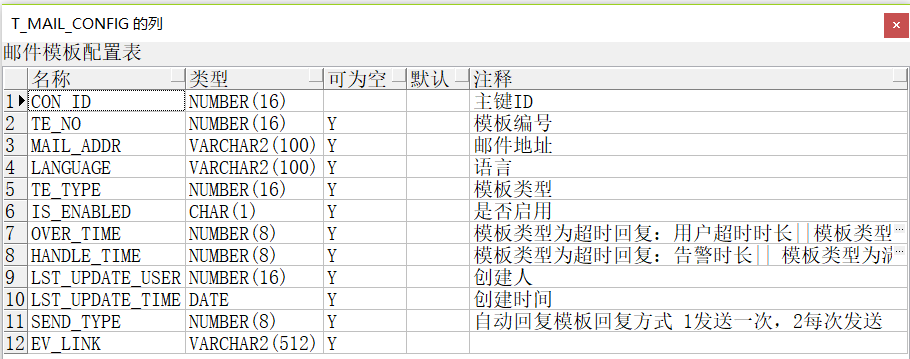 T_MAIL_CONFIG 的列
邮件模板配置表
名称 类型 可为空 默认 注释
1 CON_ID NUMBER(16) 主键ID
2 TE_NO NUMBER(16) Y 模板编号
3 MAIL_ADDR VARCHAR2(100) Y 邮件地址
4 LANGUAGE VARCHAR2(100) Y 语言
5 TE_TYPE NUMBER(16) Y 模板类型
6 IS_ENABLED CHAR(1) Y 是否启用
7 OVER_TIME NUMBER(8) Y 模板类型为超时回复: 用户超时时长||模板类型…
8 HANDLE_TIME NUMBER(8) Y 模板类型为超时回复: 告警时长|| 模板类型为…
9 LST_UPDATE_USER NUMBER(16) Y 创建人
10 LST_UPDATE_TIME DATE Y 创建时间
11 SEND_TYPE NUMBER(8) Y 自动回复模板回复方式 1发送一次，2每次发送
12 EV_LINK VARCHAR2(512) Y